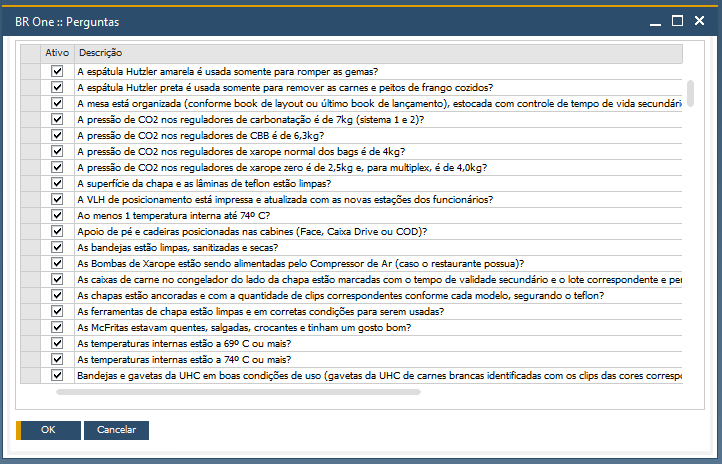 BR One :: Perguntas
Ativo Descrição
A espátula Hutzler amarela é usada somente para romper as gemas?
A espátula Hutzler preta é usada somente para remover as carnes e peitos de frango cozidos?
A mesa está organizada (conforme book de layout ou último book de lançamento), estocada com controle de tempo de vida secundári
A pressão de CO2 nos reguladores de carbonatação é de 7kg (sistema 1 e 2)?
A pressão de CO2 nos reguladores de CBB é de 6,3kg?
A pressão de CO2 nos reguladores de xarope normal dos bags é de 4kg?
A pressão de CO2 nos reguladores de xarope zero é de 2,5kg e, para multiplex, é de 4,0kg?
A superfície da chapa e as lâminas de teflon estão limpas?
A VLH de posicionamento está impressa e atualizada com as novas estações dos funcionários?
Ao menos 1 temperatura interna até 74º C?
Apoio de pé e cadeiras posicionadas nas cabines (Face, Caixa Drive ou COD)?
As bandejas estão limpas, sanitizadas e secas?
As Bombas de Xarope estão sendo alimentadas pelo Compressor de Ar (caso o restaurante possua)?
As caixas de carne no congelador do lado da chapa estão marcadas com o tempo de validade secundário e o lote correspondente e per
As chapas estão ancoradas e com a quantidade de clips correspondentes conforme cada modelo, segurando o teflon?
As ferramentas de chapa estão limpas e em corretas condições para serem usadas?
As McFritas estavam quentes, salgadas, crocantes e tinham um gosto bom?
As temperaturas internas estão a 69º C ou mais?
As temperaturas internas estão a 74º C ou mais?
Bandejas e gavetas da UHC em boas condições de uso (gavetas da UHC de carnes brancas identificadas com os clips das cores correspo
OK Cancelar